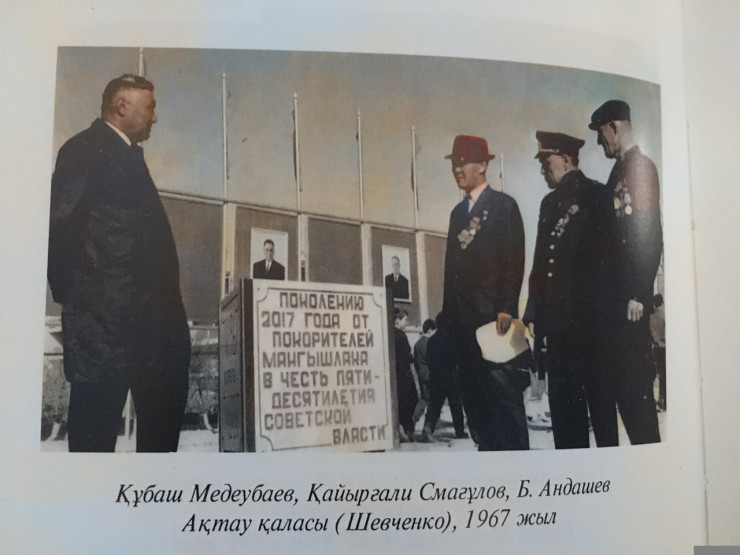 ПОКОЛЕНИЮ
2017 ГОДА ОТ
ПОКОРИТЕЛЕЙ
МАНГЫШЛАКА
В ЧЕСТЬ ПЯТИ-
ДЕСЯТИЛЕТИЯ
СОВЕТСКОЙ
ВЛАСТИ
Құбаш Медеубаев, Қайырғали Смағұлов, Б. Андашев
Ақтау қаласы (Шевченко), 1967 жыл